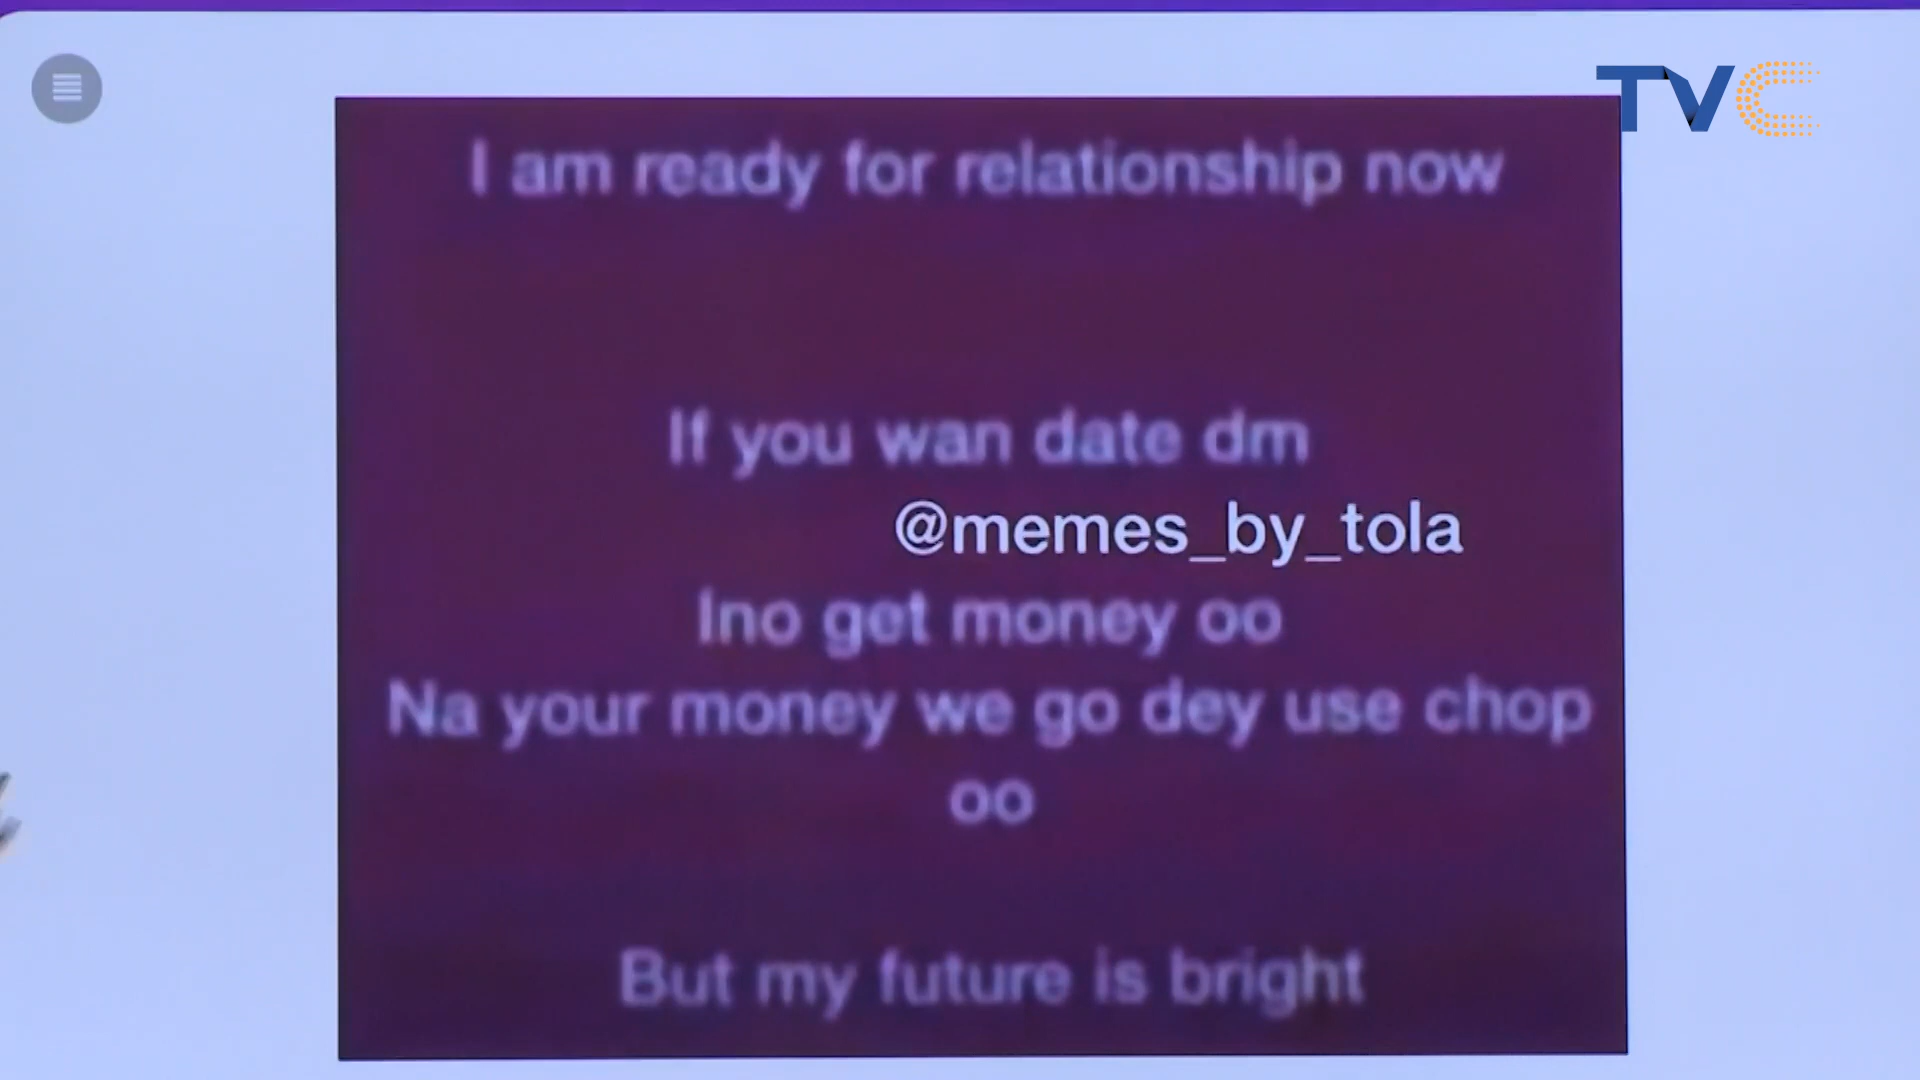 TVC
I am ready for relationship now
If you wan date dm
@memes_by_tola
Ino get money oo
Na your money we go dey use chop
oo
But my future is bright